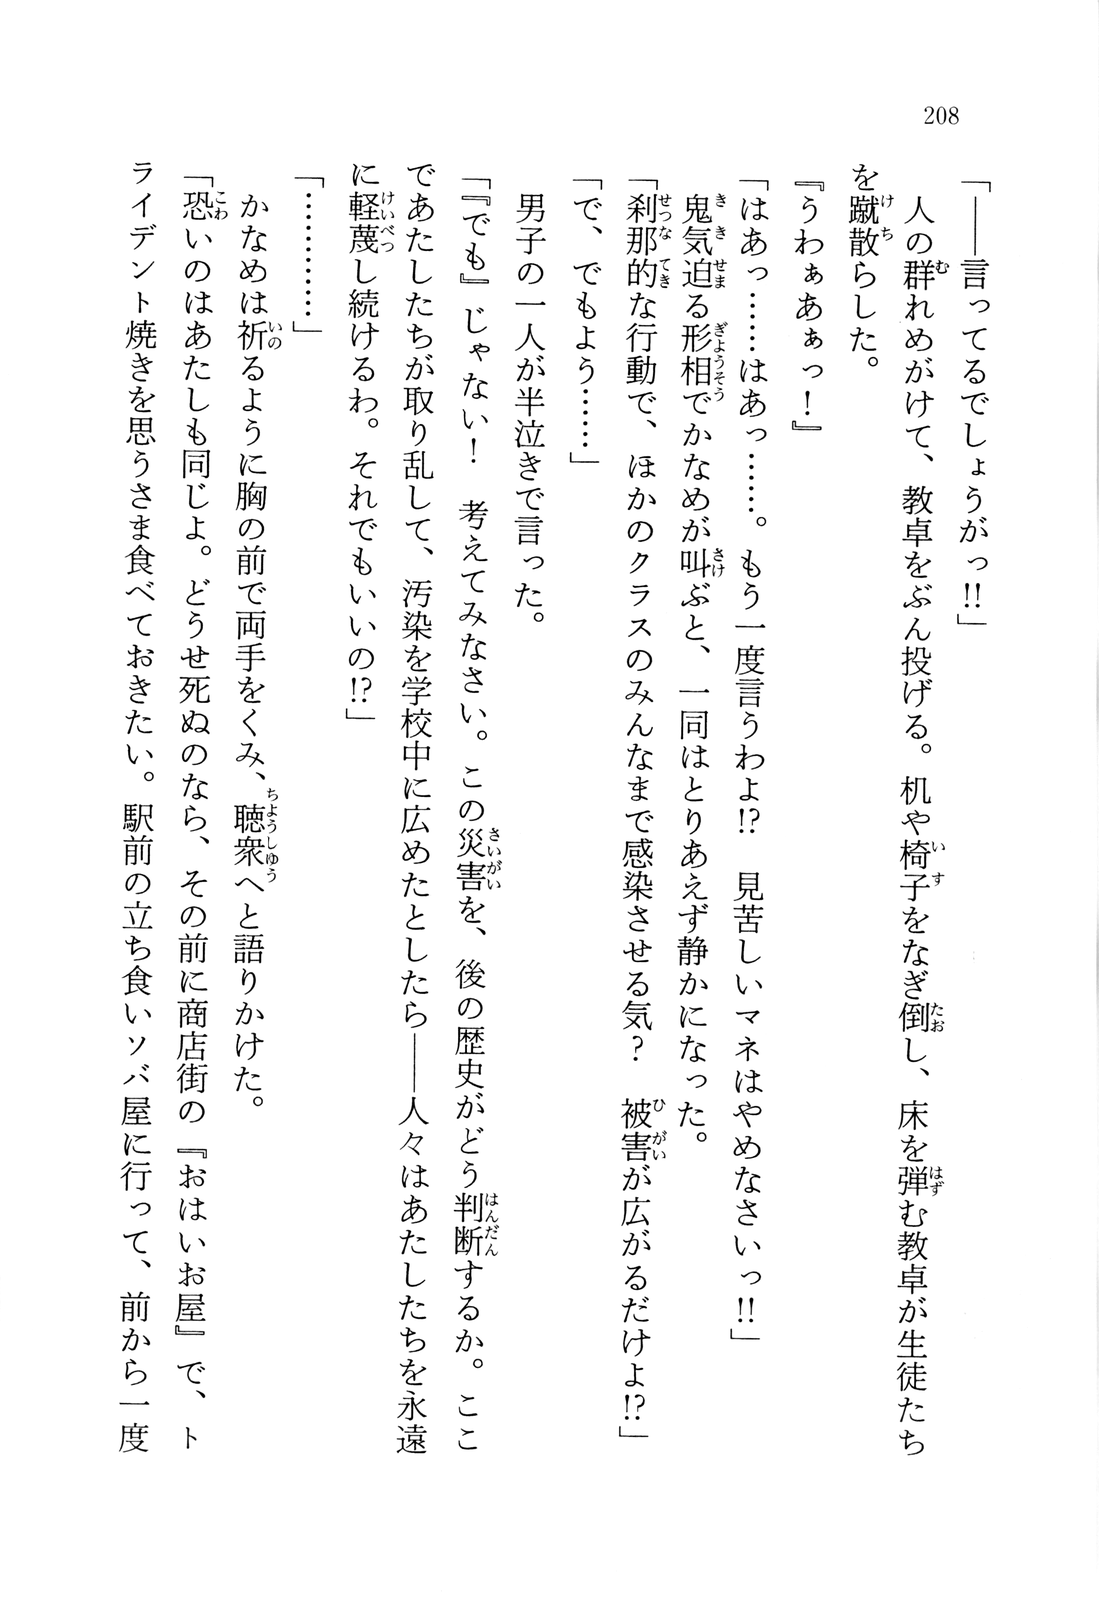 208
「――言ってるでしょうがっ!!」
人の群れめがけて、教卓をぶん投げる。机や椅子をなぎ倒し、床を弾む教卓が生徒たち
を蹴散らした。
『うわぁあぁっ！』
「はあっ……はあっ……。もう一度言うわよ!?　見苦しいマネはやめなさいっ!!」
鬼気迫る形相でかなめが叫ぶと、一同はとりあえず静かになった。
「刹那的な行動で、ほかのクラスのみんなまで感染させる気？　被害が広がるだけよ!?」
「で、でもよう……」
男子の一人が半泣きで言った。
「『でも』じゃない！　考えてみなさい。この災害を、後の歴史がどう判断するか。ここ
であたしたちが取り乱して、汚染を学校中に広めたとしたら――人々はあたしたちを永遠
に軽蔑し続けるわ。それでもいいの!?」
「…………」
かなめは祈るように胸の前で両手をくみ、聴衆へと語りかけた。
「恐いのはあたしも同じよ。どうせ死ぬのなら、その前に商店街の『おはいお屋』で、ト
ライデント焼きを思うさま食べておきたい。駅前の立ち食いソバ屋に行って、前から一度